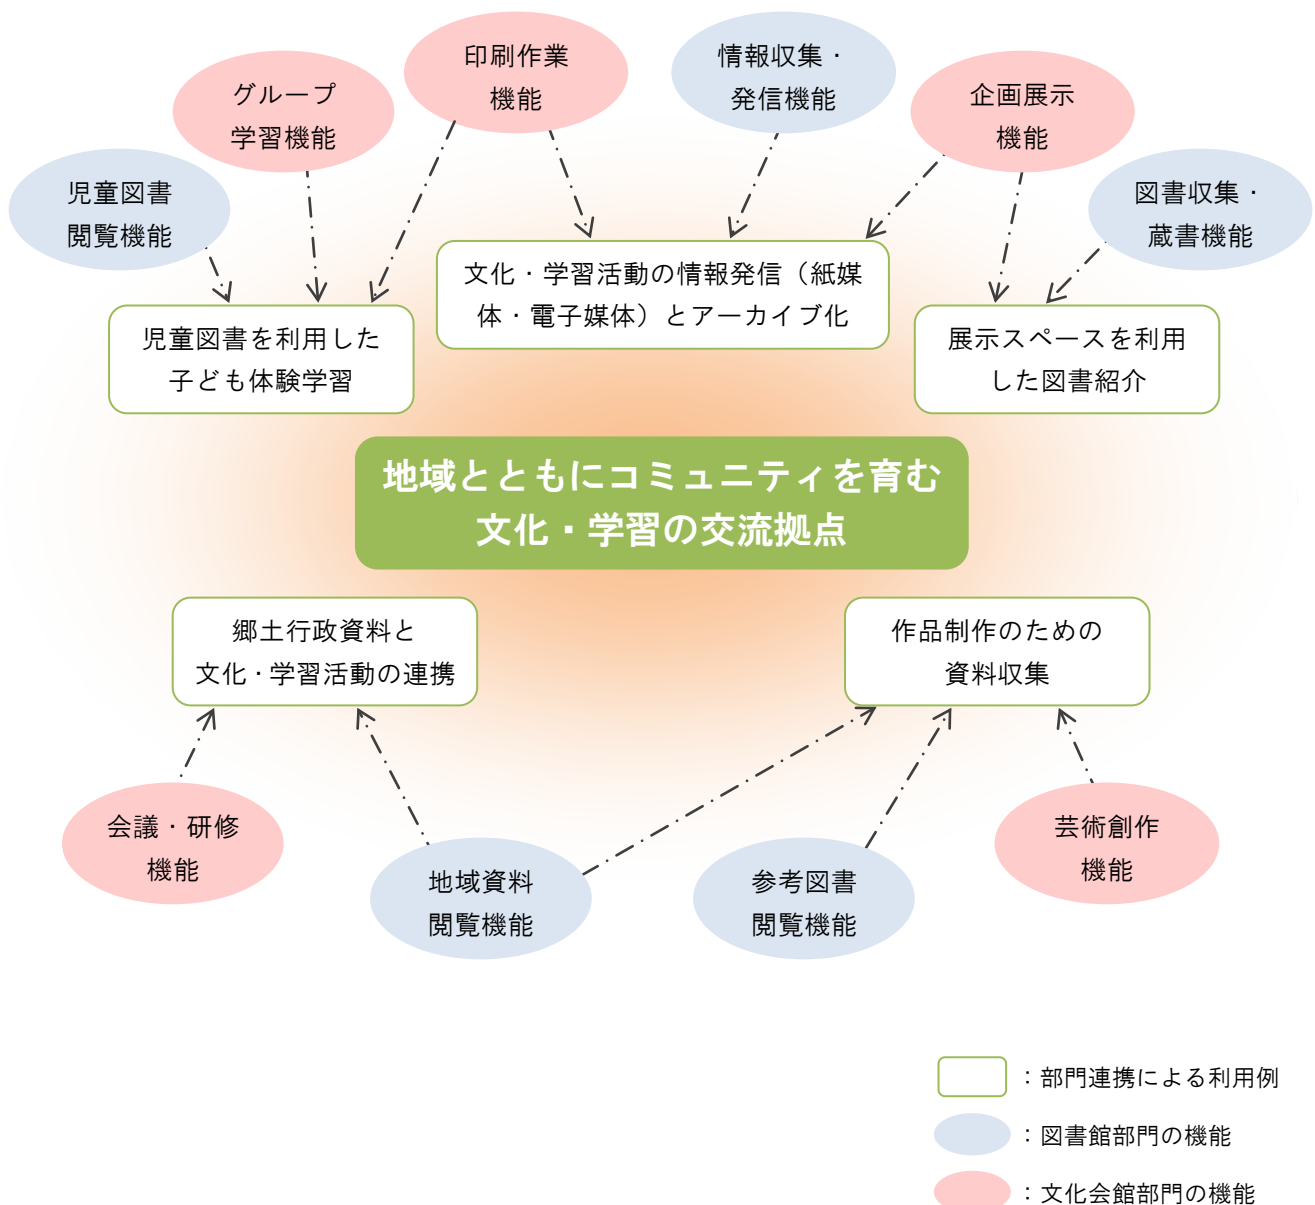 印刷作業
機能
情報収集・
発信機能
グループ
学習機能
企画展示
機能
児童図書
閲覧機能
図書収集・
蔵書機能
文化・学習活動の情報発信（紙媒
体・電子媒体）とアーカイブ化
児童図書を利用した
子ども体験学習
展示スペースを利用
した図書紹介
地域とともにコミュニティを育む
文化・学習の交流拠点
郷土行政資料と
文化・学習活動の連携
作品制作のための
資料収集
会議・研修
機能
地域資料
閲覧機能
参考図書
閲覧機能
芸術創作
機能
：部門連携による利用例
：図書館部門の機能
：文化会館部門の機能